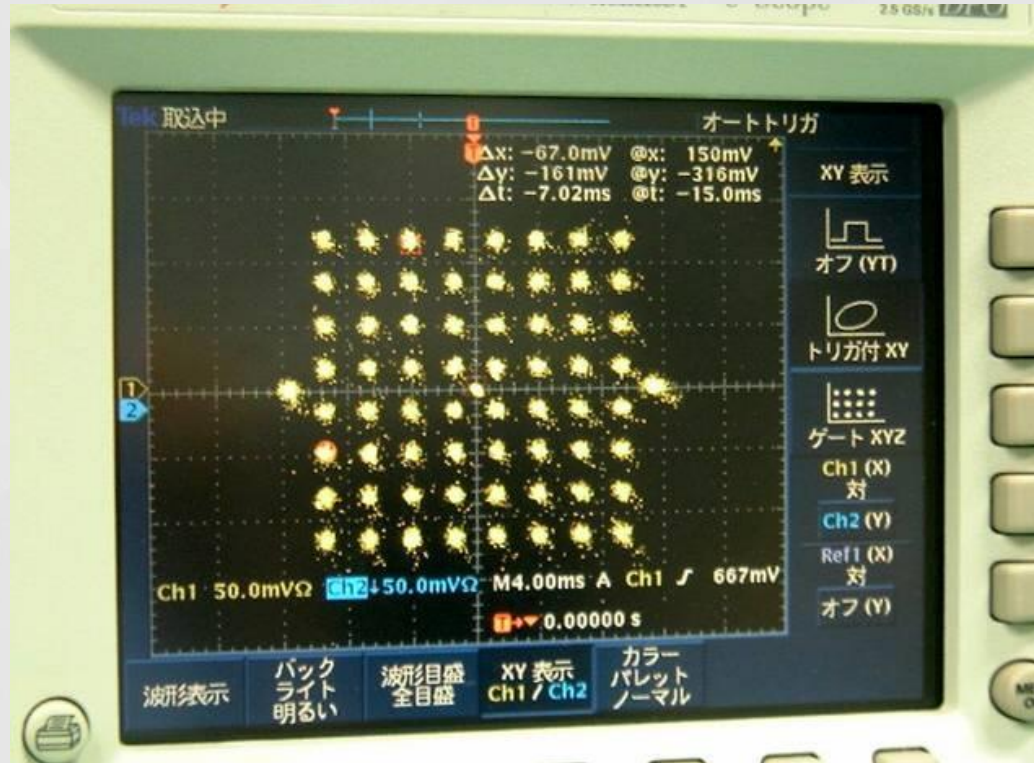 2.5 GS/s DPO
Tek 取込中
オートトリガ
Δx: -67.0mV @x: 150mV
Δy: -161mV @y: -316mV
Δt: -7.02ms @t: -15.0ms
XY 表示
オフ (YT)
トリガ付 XY
ゲート XYZ
Ch1 (X)
対
Ch2 (Y)
Ref1 (X)
対
オフ (Y)
1
2
Ch1 50.0mVΩ Ch2↓50.0mVΩ M4.00ms A Ch1 ʃ 667mV
T→▼ 0.00000 s
波形表示
バック
ライト
明るい
波形目盛
全目盛
XY 表示
Ch1 / Ch2
カラー
パレット
ノーマル